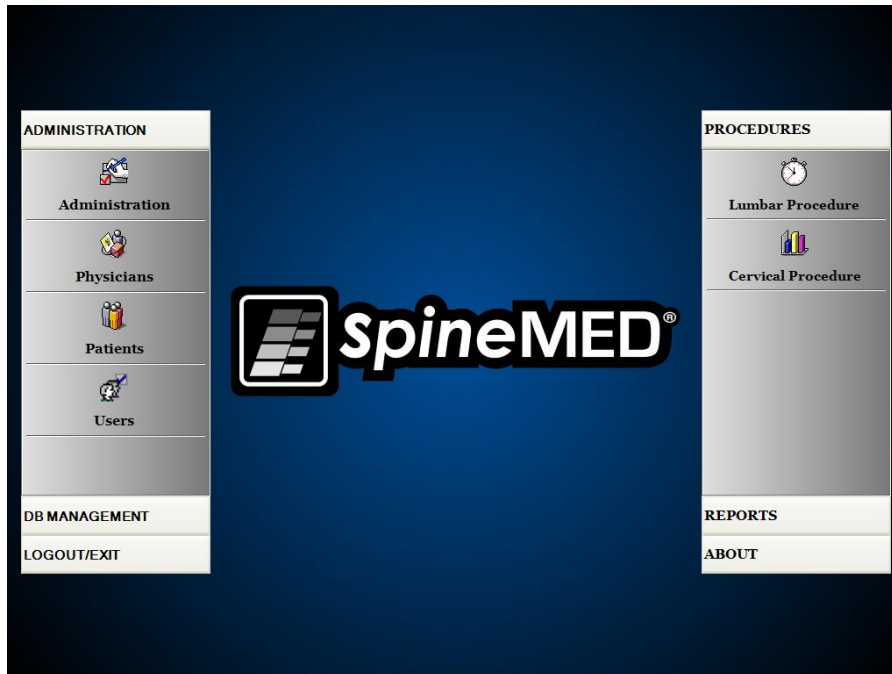 ADMINISTRATION
Administration
Physicians
Patients
Users
DB MANAGEMENT
LOGOUT/EXIT
SpineMED®
PROCEDURES
Lumbar Procedure
Cervical Procedure
REPORTS
ABOUT